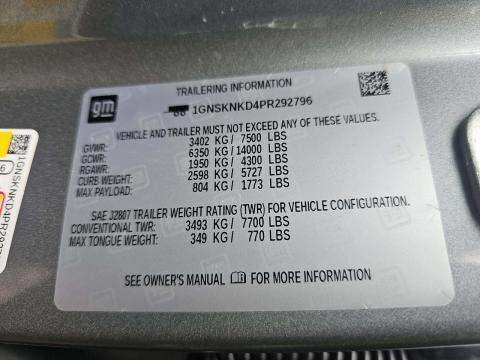 gm
TRAILERING INFORMATION
1GNSKNKD4PR292796
VEHICLE AND TRAILER MUST NOT EXCEED ANY OF THESE VALUES.
GVWR: 3402 KG/ 7500 LBS
GCWR: 6350 KG/14000 LBS
RGAWR: 1950 KG/ 4300 LBS
CURB WEIGHT: 2598 KG/ 5727 LBS
MAX PAYLOAD: 804 KG/ 1773 LBS
SAE J2807 TRAILER WEIGHT RATING (TWR) FOR VEHICLE CONFIGURATION.
CONVENTIONAL TWR: 3493 KG/ 7700 LBS
MAX TONGUE WEIGHT: 349 KG/ 770 LBS
SEE OWNER'S MANUAL FOR MORE INFORMATION